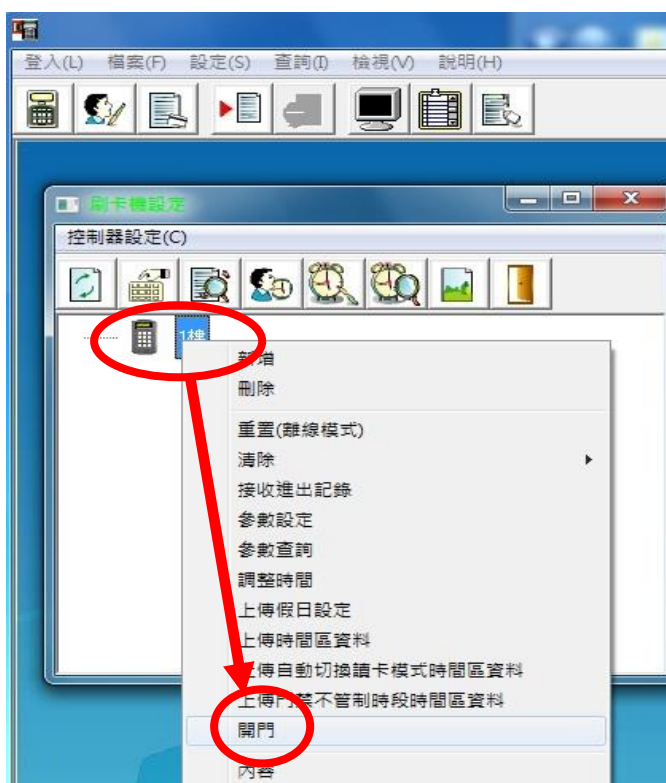 登入(L) 檔案(F) 設定(S) 查詢(I) 檢視(V) 說明(H)
刷卡機設定
控制器設定(C)
1樓
新增
刪除
重置(離線模式)
清除
接收進出記錄
參數設定
參數查詢
調整時間
上傳假日設定
上傳時間區資料
上傳自動切換讀卡模式時間區資料
上傳門禁不管制時段時間區資料
開門
內容